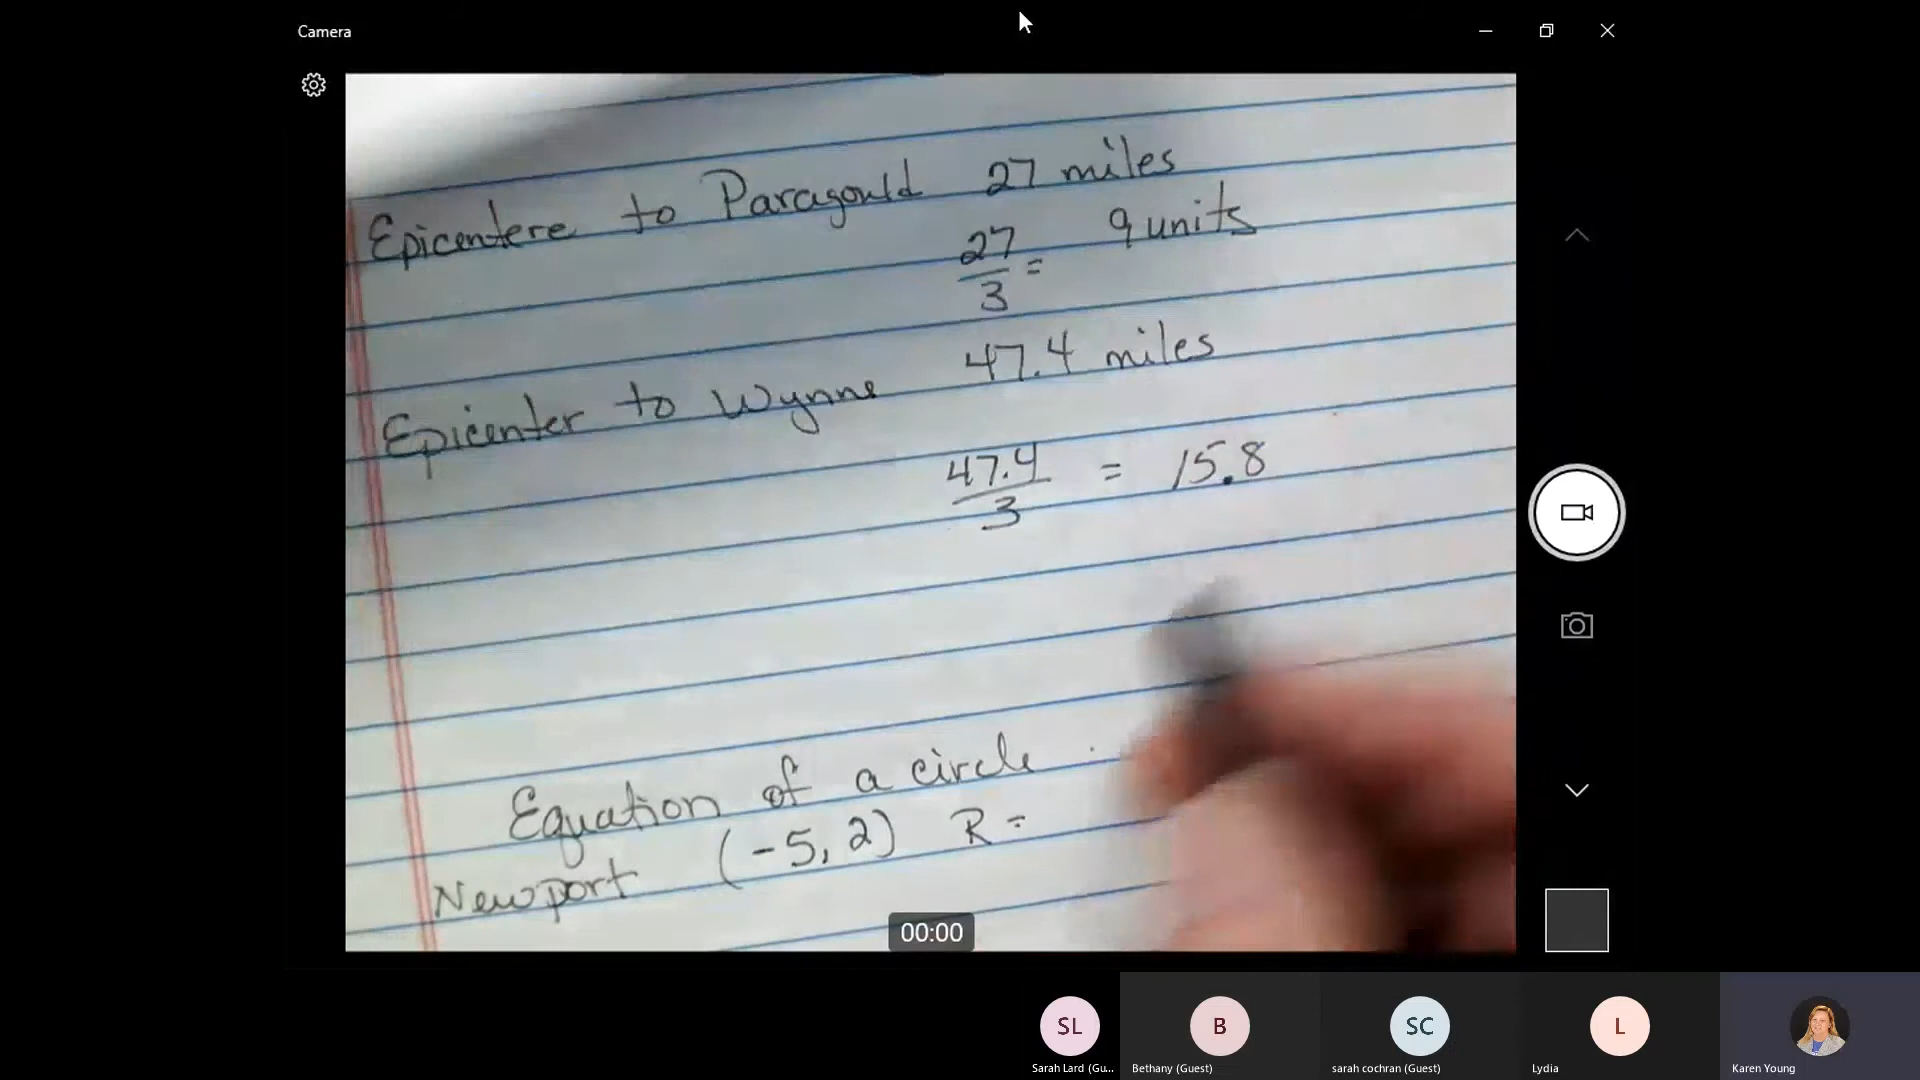 Camera
Epicentere to Paragould 27 miles
27/3 = 9 units
Epicenter to Wynne 47.4 miles
47.4/3 = 15.8
Equation of a circle
Newport (-5, 2) R =
00:00
SL
B
SC
L
Sarah Lard (Gu...
Bethany (Guest)
sarah cochran (Guest)
Lydia
Karen Young